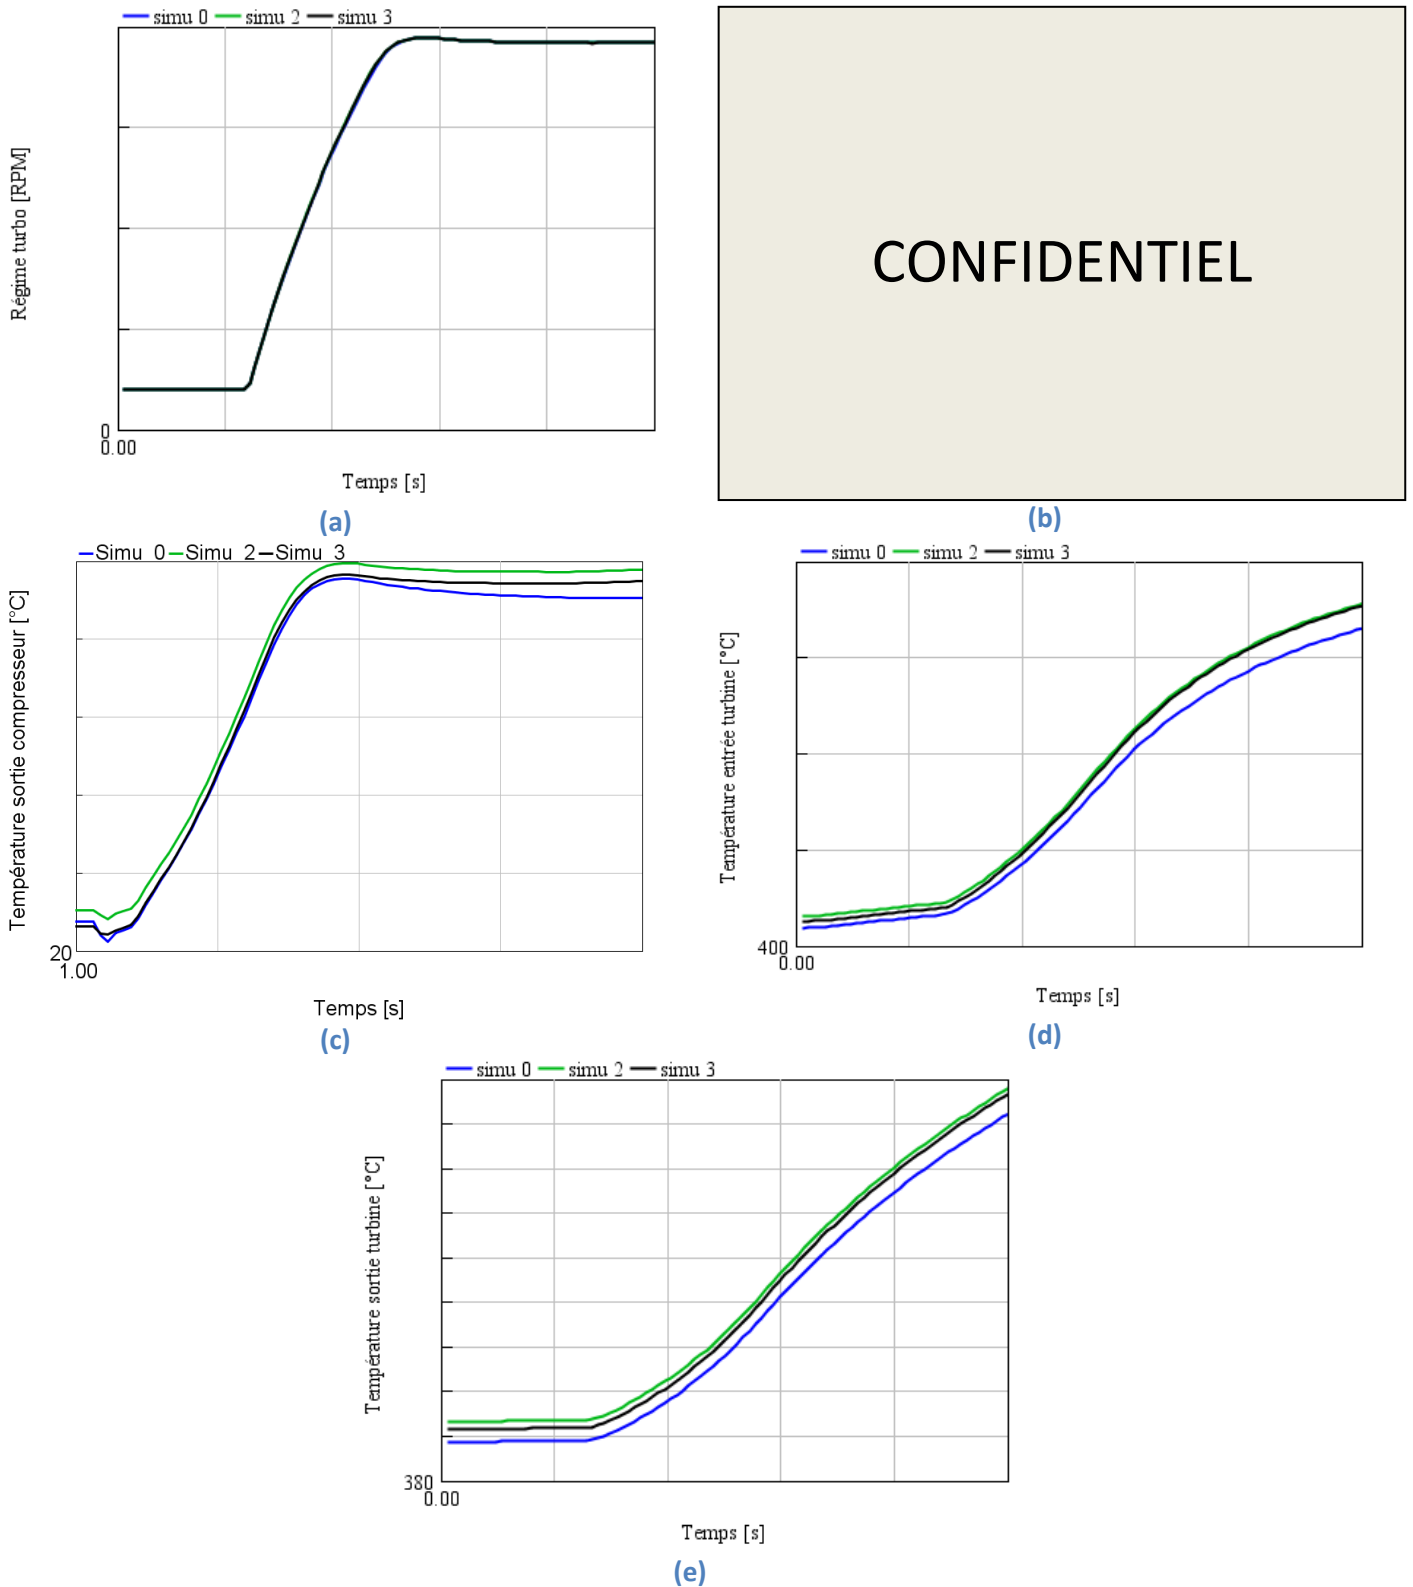 simu 0 simu 2 simu 3
Régime turbo [RPM]
0
0.00
Temps [s]
(a)
CONFIDENTIEL
(b)
Simu 0 Simu 2 Simu 3
Température sortie compresseur [°C]
20
1.00
Temps [s]
(c)
simu 0 simu 2 simu 3
Température entrée turbine [°C]
400
0.00
Temps [s]
(d)
simu 0 simu 2 simu 3
Température sortie turbine [°C]
380
0.00
Temps [s]
(e)